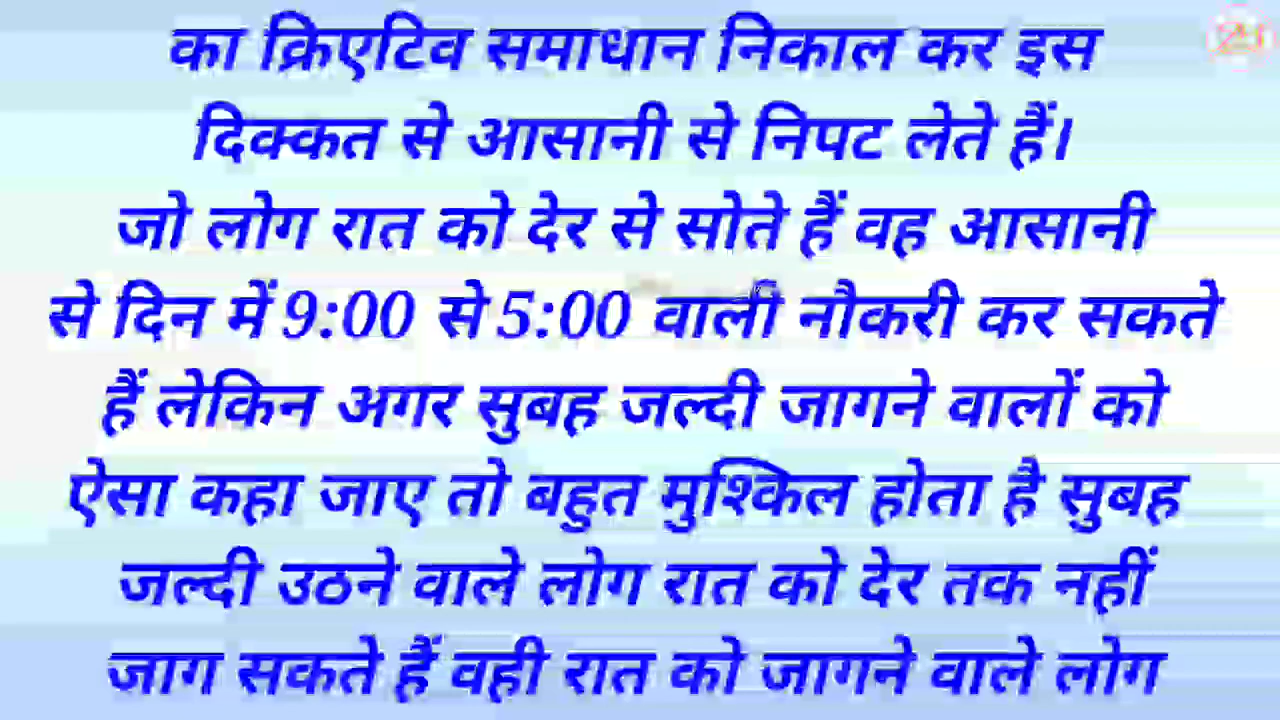 का क्रिएटिव समाधान निकाल कर इस
दिक्कत से आसानी से निपट लेते हैं।
जो लोग रात को देर से सोते हैं वह आसानी
से दिन में 9:00 से 5:00 वाली नौकरी कर सकते
हैं लेकिन अगर सुबह जल्दी जागने वालों को
ऐसा कहा जाए तो बहुत मुश्किल होता है सुबह
जल्दी उठने वाले लोग रात को देर तक नहीं
जाग सकते हैं वही रात को जागने वाले लोग